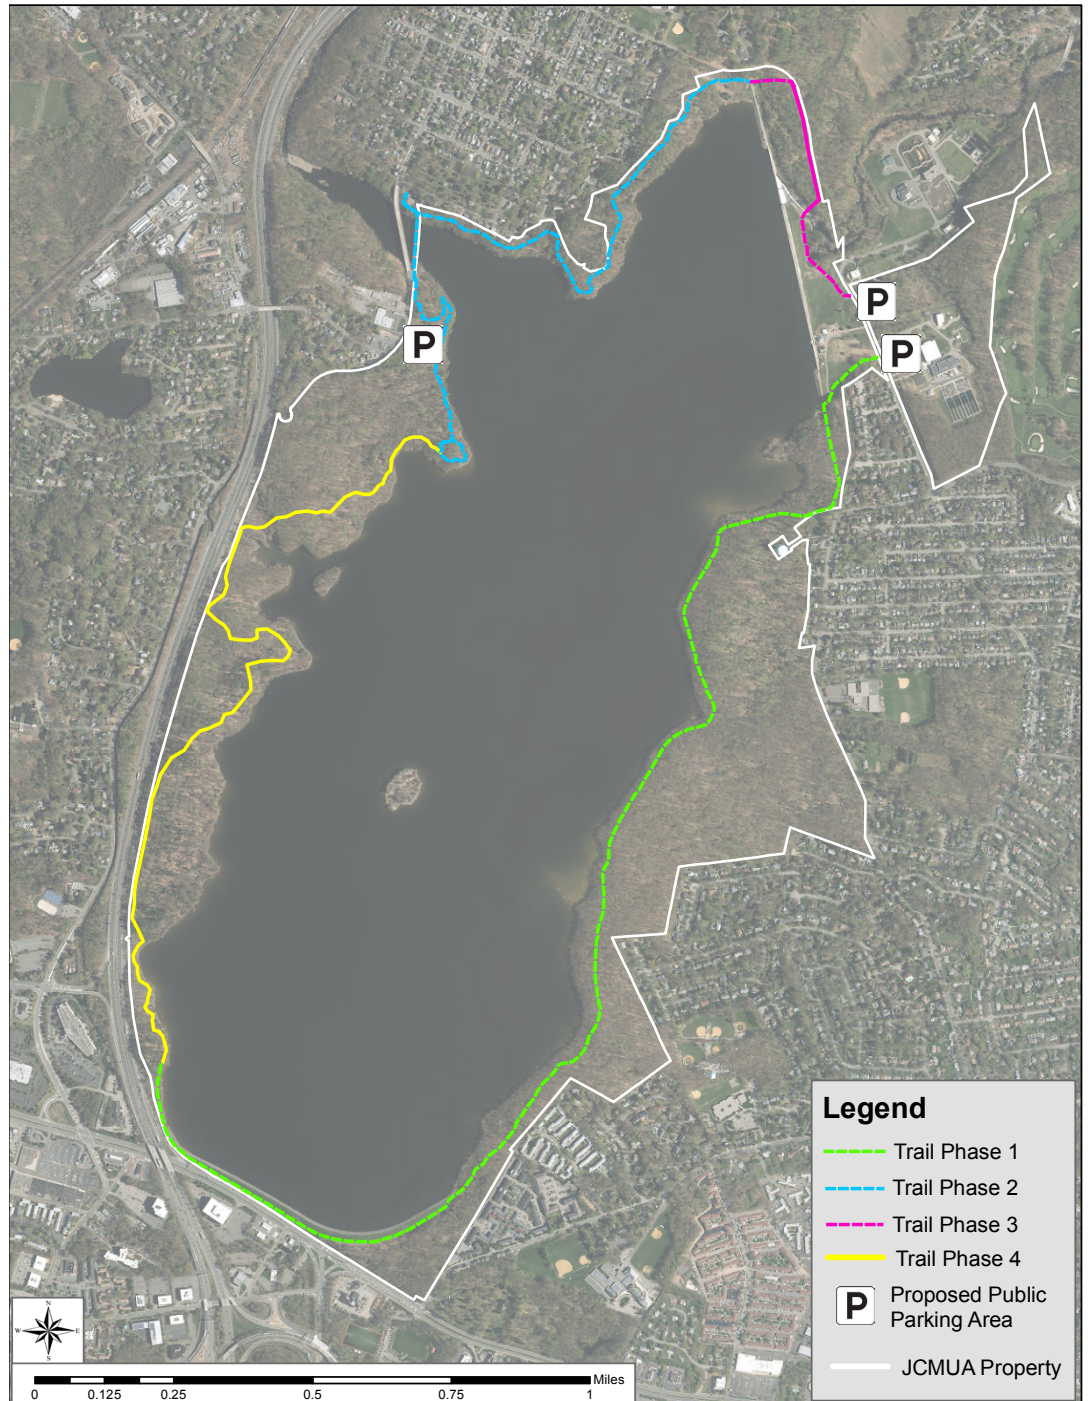 P
P
P
Legend
Trail Phase 1
Trail Phase 2
Trail Phase 3
Trail Phase 4
P
Proposed Public
Parking Area
JCMUA Property
N
W E
S
Miles
0 0.125 0.25 0.5 0.75 1